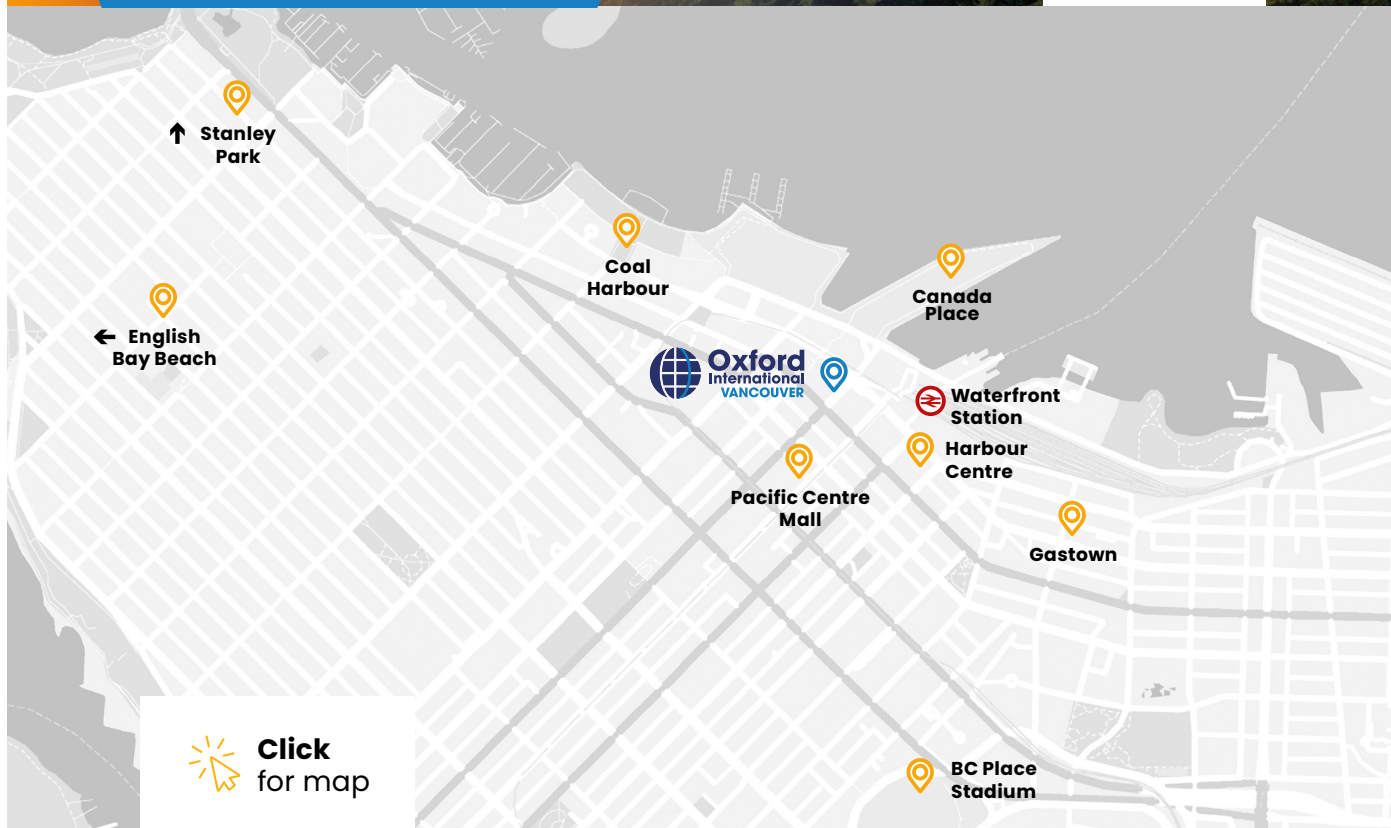 Stanley
Park
Coal
Harbour
Canada
Place
English
Bay Beach
Oxford
International
VANCOUVER
Waterfront
Station
Harbour
Centre
Pacific Centre
Mall
Gastown
Click
for map
BC Place
Stadium